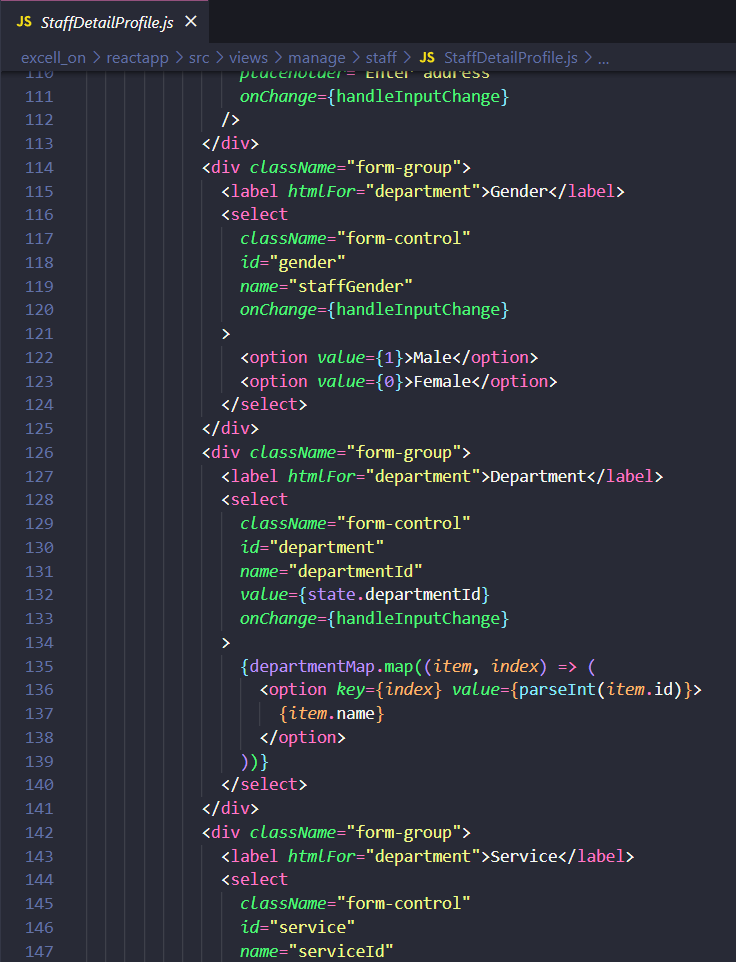 JS StaffDetailProfile.js ×
excell_on > reactapp > src > views > manage > staff > JS StaffDetailProfile.js > ...
110 placeholder="Enter address"
111 onChange={handleInputChange}
112 />
113 </div>
114 <div className="form-group">
115 <label htmlFor="department">Gender</label>
116 <select
117 className="form-control"
118 id="gender"
119 name="staffGender"
120 onChange={handleInputChange}
121 >
122 <option value={1}>Male</option>
123 <option value={0}>Female</option>
124 </select>
125 </div>
126 <div className="form-group">
127 <label htmlFor="department">Department</label>
128 <select
129 className="form-control"
130 id="department"
131 name="departmentId"
132 value={state.departmentId}
133 onChange={handleInputChange}
134 >
135 {departmentMap.map((item, index) => (
136 <option key={index} value={parseInt(item.id)}>
137 {item.name}
138 </option>
139 ))}
140 </select>
141 </div>
142 <div className="form-group">
143 <label htmlFor="department">Service</label>
144 <select
145 className="form-control"
146 id="service"
147 name="serviceId"